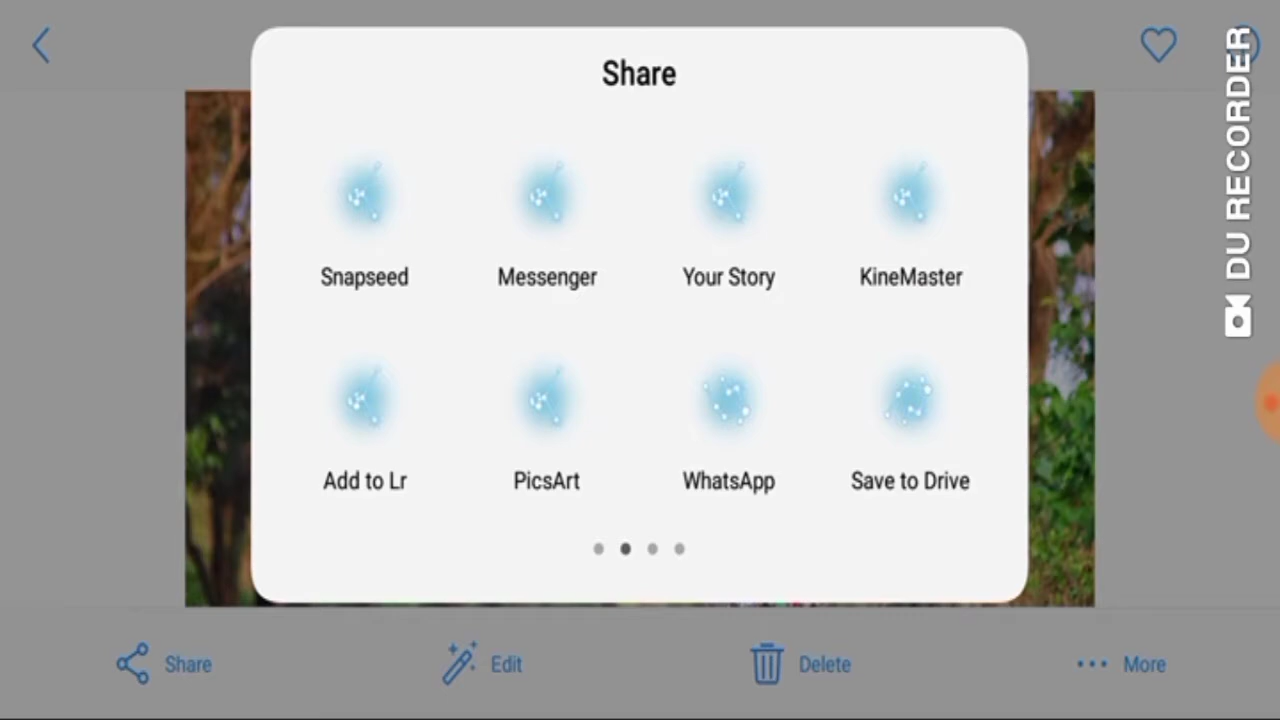 Share
DU RECORDER
Snapseed
Messenger
Your Story
KineMaster
Add to Lr
PicsArt
WhatsApp
Save to Drive
Share
Edit
Delete
More